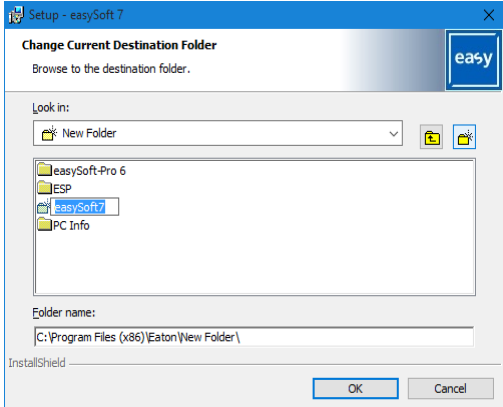 Setup - easySoft 7
Change Current Destination Folder
Browse to the destination folder.
easy
Look in:
New Folder
easySoft-Pro 6
ESP
easySoft7
PC Info
Folder name:
C:\Program Files (x86)\Eaton\New Folder\
InstallShield
OK Cancel